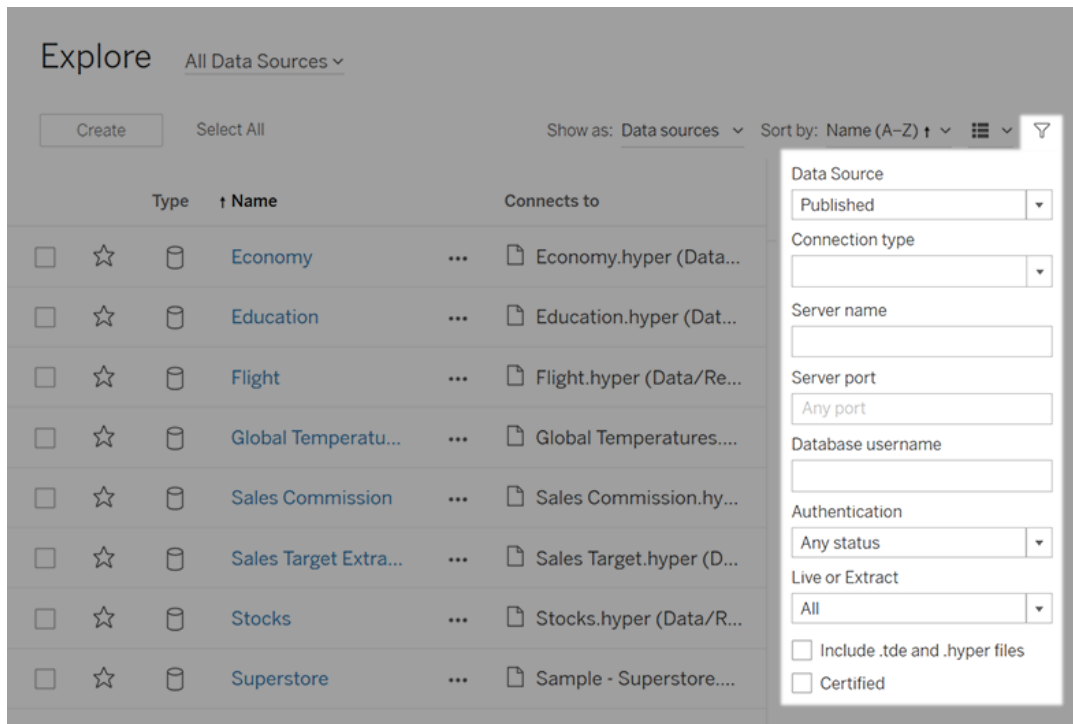 Explore All Data Sources
Create Select All Show as: Data sources Sort by: Name (A–Z) ↑
Type ↑ Name Connects to
Economy ... Economy.hyper (Data...
Education ... Education.hyper (Dat...
Flight ... Flight.hyper (Data/Re...
Global Temperatu... ... Global Temperatures....
Sales Commission ... Sales Commission.hy...
Sales Target Extra... ... Sales Target.hyper (D...
Stocks ... Stocks.hyper (Data/R...
Superstore ... Sample - Superstore....
Data Source
Published
Connection type
Server name
Server port
Any port
Database username
Authentication
Any status
Live or Extract
All
Include .tde and .hyper files
Certified